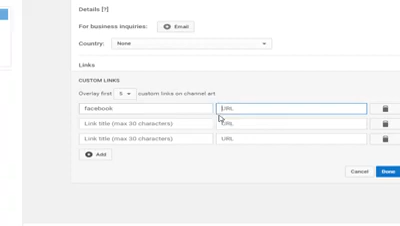 Details [?]
For business inquiries: Email
Country: None
Links
CUSTOM LINKS
Overlay first 5 custom links on channel art
facebook URL
Link title (max 30 characters) URL
Link title (max 30 characters) URL
Add
Cancel Done